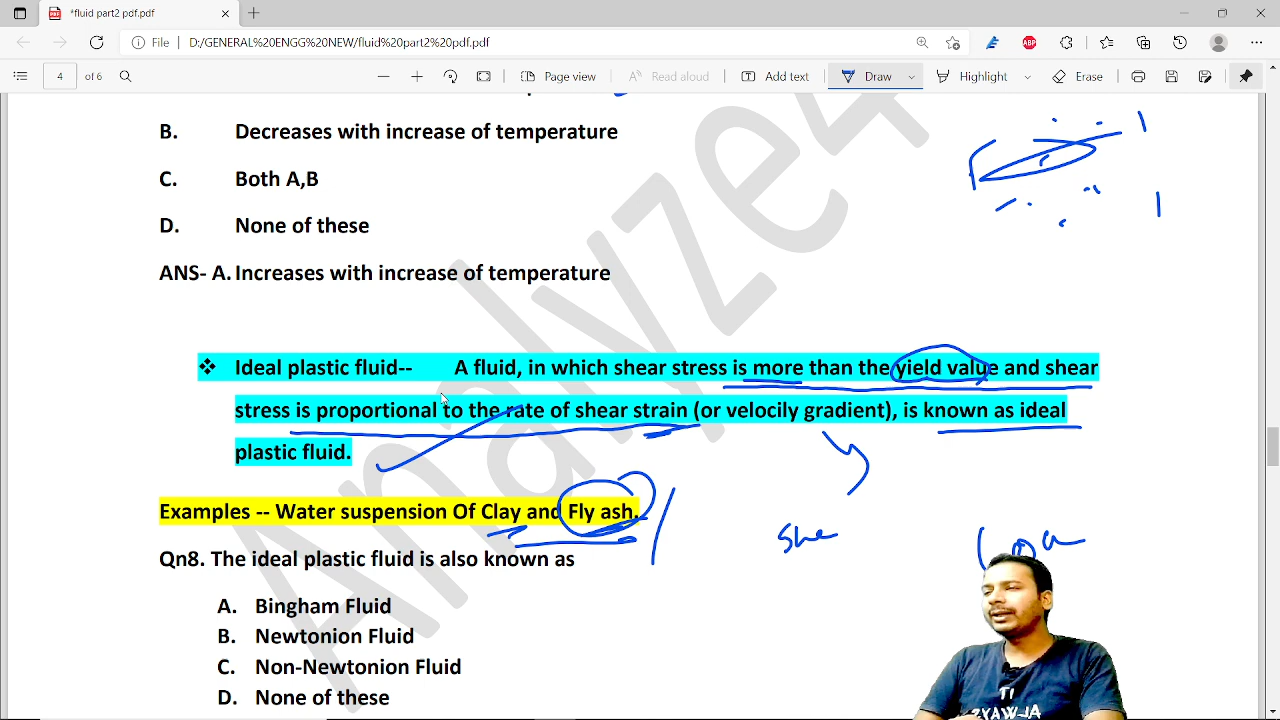 *fluid part2 pdf.pdf
File | D:/GENERAL%20ENGG%20NEW/fluid%20part2%20pdf.pdf
4 of 6 Page view Read aloud Add text Draw Highlight Erase
B. Decreases with increase of temperature
C. Both A,B
D. None of these
ANS- A. Increases with increase of temperature
❖ Ideal plastic fluid-- A fluid, in which shear stress is more than the yield value and shear
stress is proportional to the rate of shear strain (or velocily gradient), is known as ideal
plastic fluid.
Examples -- Water suspension Of Clay and Fly ash.
she
Qn8. The ideal plastic fluid is also known as
A. Bingham Fluid
B. Newtonion Fluid
C. Non-Newtonion Fluid
D. None of these
Analyze4